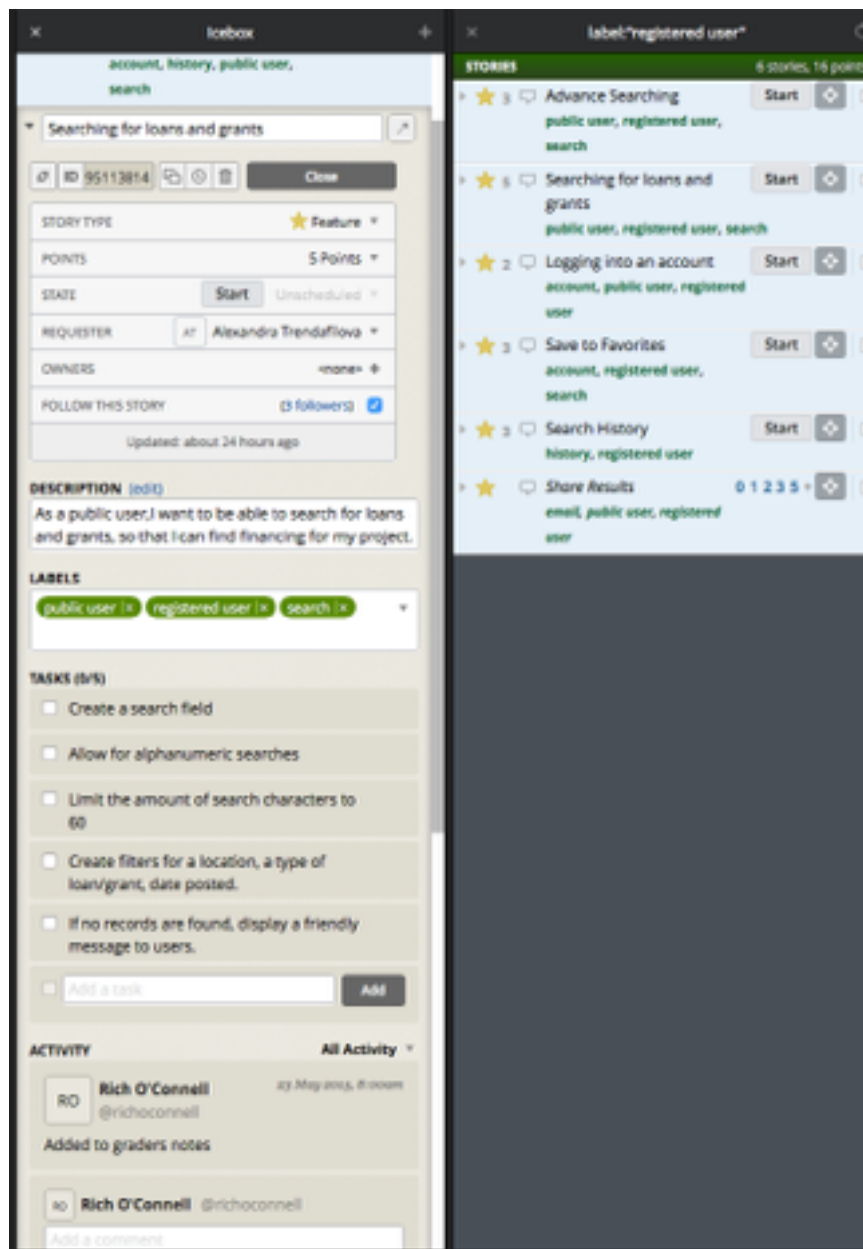 Icebox
account, history, public user,
search
Searching for loans and grants
ID 95113814
Close
STORY TYPE Feature
POINTS 5 Points
STATE Start Unscheduled
REQUESTER AT Alexandra Trendafilova
OWNERS <none>
FOLLOW THIS STORY (3 followers)
Updated: about 24 hours ago
DESCRIPTION (edit)
As a public user,I want to be able to search for loans
and grants, so that I can find financing for my project.
LABELS
public user registered user search
TASKS (0/5)
Create a search field
Allow for alphanumeric searches
Limit the amount of search characters to
60
Create filters for a location, a type of
loan/grant, date posted.
If no records are found, display a friendly
message to users.
Add a task Add
ACTIVITY All Activity
RO Rich O'Connell 23 May 2015,
@richoconnell
Added to graders notes
RO Rich O'Connell @richoconnell
Add a comment
label:"registered user"
STORIES 6 stories, 16 points
3 Advance Searching Start
public user, registered user,
search
5 Searching for loans and Start
grants
public user, registered user, search
2 Logging into an account Start
account, public user, registered
user
3 Save to Favorites Start
account, registered user,
search
3 Search History Start
history, registered user
Share Results 0 1 2 3 5
email, public user, registered
user